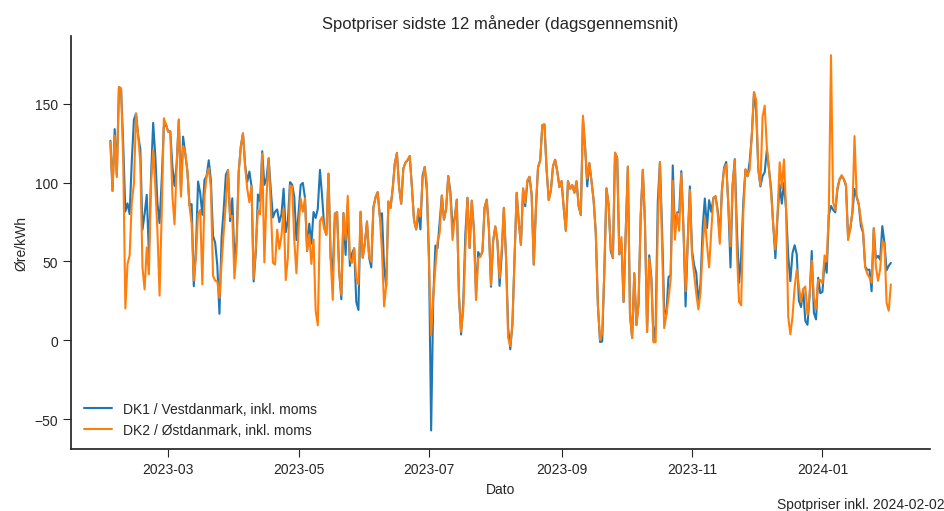 Spotpriser sidste 12 måneder (dagsgennemsnit)
Øre/kWh
150
100
50
0
−50
DK1 / Vestdanmark, inkl. moms
DK2 / Østdanmark, inkl. moms
2023-03 2023-05 2023-07 2023-09 2023-11 2024-01
Dato
Spotpriser inkl. 2024-02-02